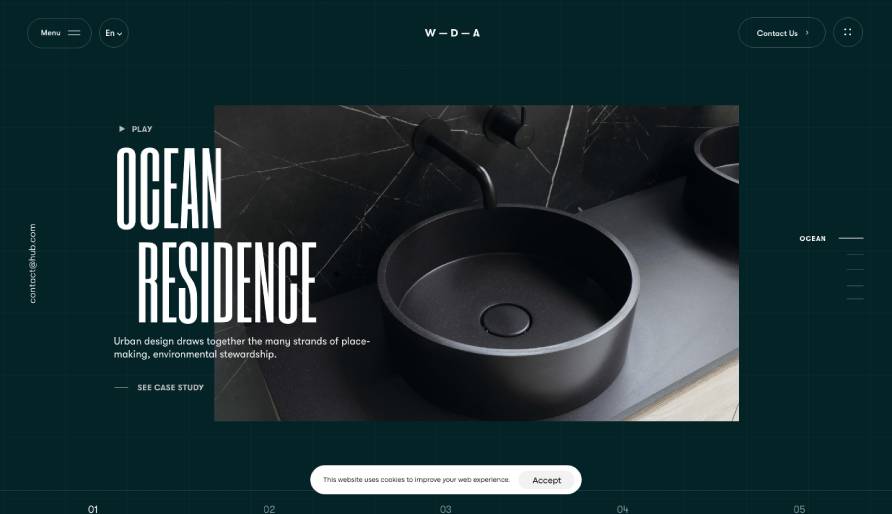 Menu
En
W — D — A
Contact Us
PLAY
OCEAN
RESIDENCE
Urban design draws together the many strands of place-
making, environmental stewardship.
SEE CASE STUDY
contact@hub.com
OCEAN
This website uses cookies to improve your web experience.
Accept
01
02
03
04
05